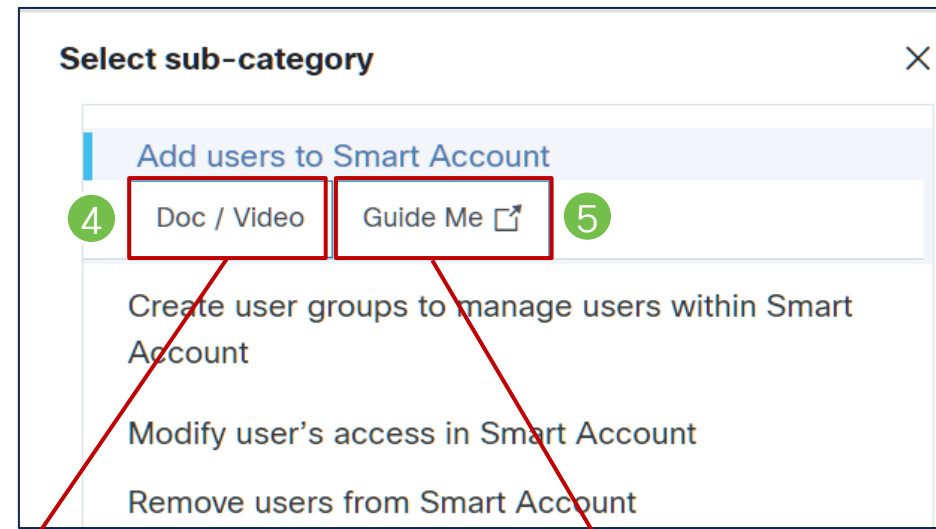 Select sub-category
Add users to Smart Account
4 Doc / Video Guide Me 5
Create user groups to manage users within Smart
Account
Modify user's access in Smart Account
Remove users from Smart Account